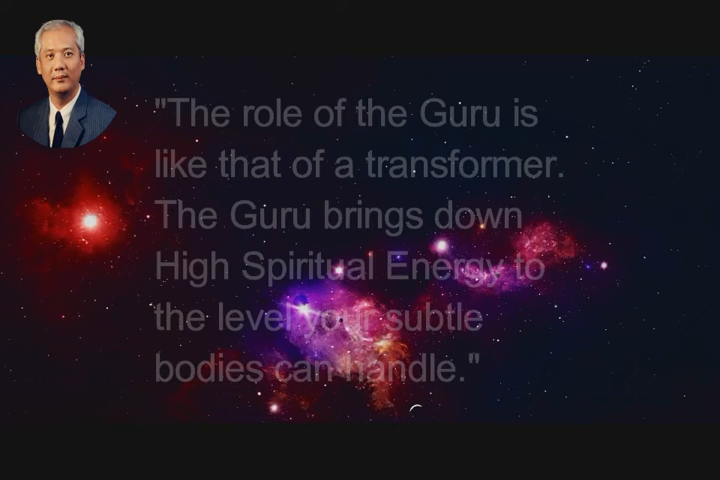 "The role of the Guru is
like that of a transformer.
The Guru brings down
High Spiritual Energy to
the level your subtle
bodies can handle."